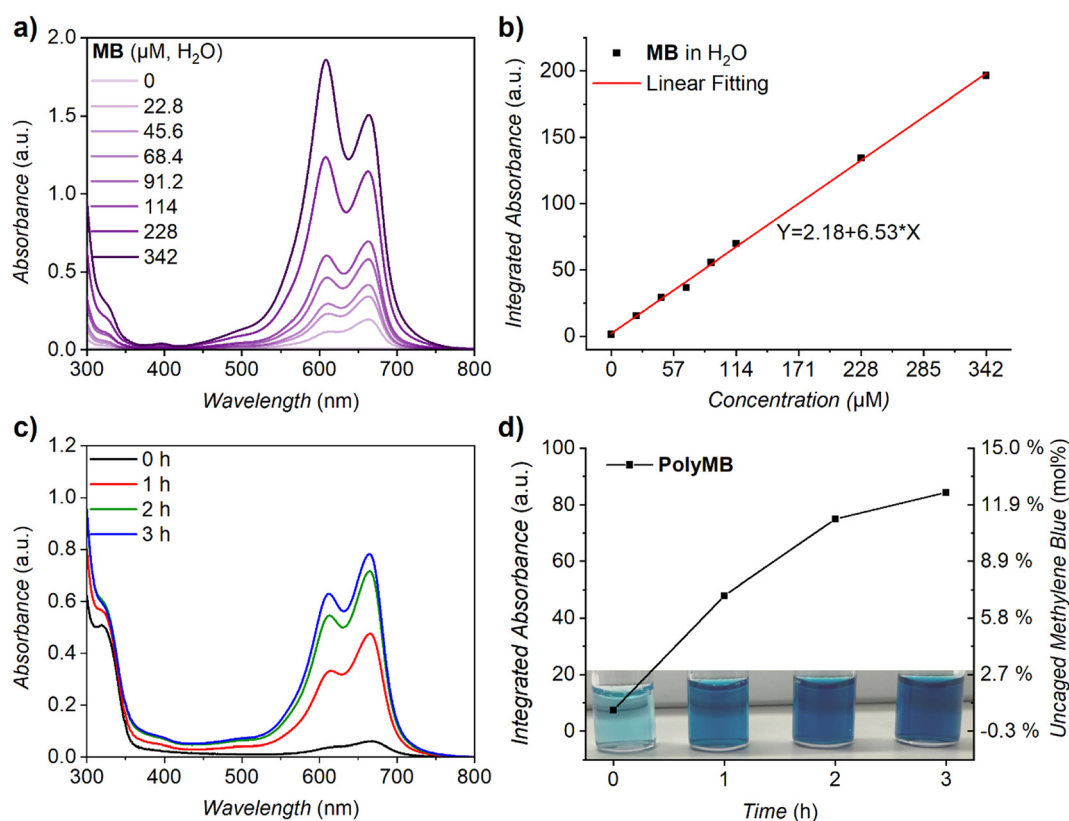 a)
Absorbance (a.u.)
2.0
1.5
1.0
0.5
0.0
MB (µM, H₂O)
0
22.8
45.6
68.4
91.2
114
228
342
300 400 500 600 700 800
Wavelength (nm)
b)
Integrated Absorbance (a.u.)
200
150
100
50
0
MB in H₂O
Linear Fitting
Y=2.18+6.53*X
0 57 114 171 228 285 342
Concentration (µM)
c)
Absorbance (a.u.)
1.2
1.0
0.8
0.6
0.4
0.2
0.0
0 h
1 h
2 h
3 h
300 400 500 600 700 800
Wavelength (nm)
d)
Integrated Absorbance (a.u.)
100
80
60
40
20
0
PolyMB
15.0 %
11.9 %
8.9 %
5.8 %
2.7 %
-0.3 %
Uncaged Methylene Blue (mol%)
0 1 2 3
Time (h)